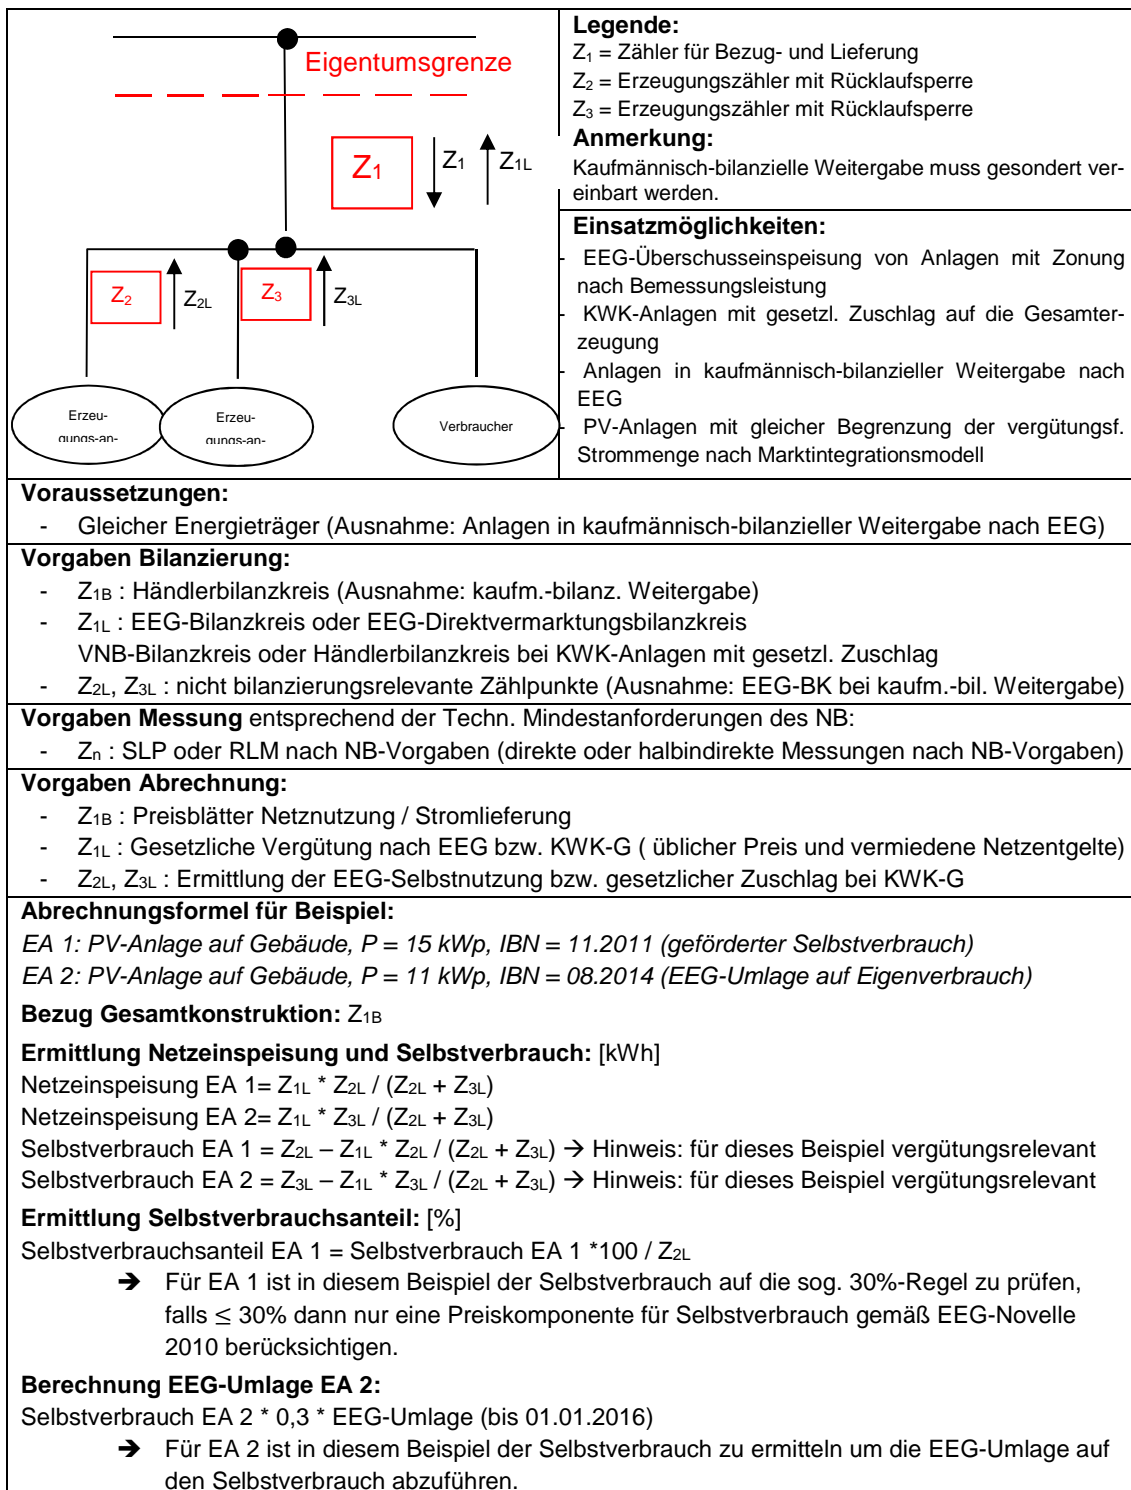 Eigentumsgrenze
Z1
Z1
Z1L
Z2
Z2L
Z3
Z3L
Erzeu-
gungs-an-
Erzeu-
gungs-an-
Verbraucher
Legende:
Z1 = Zähler für Bezug- und Lieferung
Z2 = Erzeugungszähler mit Rücklaufsperre
Z3 = Erzeugungszähler mit Rücklaufsperre
Anmerkung:
Kaufmännisch-bilanzielle Weitergabe muss gesondert ver-
einbart werden.
Einsatzmöglichkeiten:
- EEG-Überschusseinspeisung von Anlagen mit Zonung
nach Bemessungsleistung
- KWK-Anlagen mit gesetzl. Zuschlag auf die Gesamter-
zeugung
- Anlagen in kaufmännisch-bilanzieller Weitergabe nach
EEG
- PV-Anlagen mit gleicher Begrenzung der vergütungsf.
Strommenge nach Marktintegrationsmodell
Voraussetzungen:
- Gleicher Energieträger (Ausnahme: Anlagen in kaufmännisch-bilanzieller Weitergabe nach EEG)
Vorgaben Bilanzierung:
- Z1B : Händlerbilanzkreis (Ausnahme: kaufm.-bilanz. Weitergabe)
- Z1L : EEG-Bilanzkreis oder EEG-Direktvermarktungsbilanzkreis
VNB-Bilanzkreis oder Händlerbilanzkreis bei KWK-Anlagen mit gesetzl. Zuschlag
- Z2L, Z3L : nicht bilanzierungsrelevante Zählpunkte (Ausnahme: EEG-BK bei kaufm.-bil. Weitergabe)
Vorgaben Messung entsprechend der Techn. Mindestanforderungen des NB:
- Zn : SLP oder RLM nach NB-Vorgaben (direkte oder halbindirekte Messungen nach NB-Vorgaben)
Vorgaben Abrechnung:
- Z1B : Preisblätter Netznutzung / Stromlieferung
- Z1L : Gesetzliche Vergütung nach EEG bzw. KWK-G ( üblicher Preis und vermiedene Netzentgelte)
- Z2L, Z3L : Ermittlung der EEG-Selbstnutzung bzw. gesetzlicher Zuschlag bei KWK-G
Abrechnungsformel für Beispiel:
EA 1: PV-Anlage auf Gebäude, P = 15 kWp, IBN = 11.2011 (geförderter Selbstverbrauch)
EA 2: PV-Anlage auf Gebäude, P = 11 kWp, IBN = 08.2014 (EEG-Umlage auf Eigenverbrauch)
Bezug Gesamtkonstruktion: Z1B
Ermittlung Netzeinspeisung und Selbstverbrauch: [kWh]
Netzeinspeisung EA 1= Z1L * Z2L / (Z2L + Z3L)
Netzeinspeisung EA 2= Z1L * Z3L / (Z2L + Z3L)
Selbstverbrauch EA 1 = Z2L – Z1L * Z2L / (Z2L + Z3L) → Hinweis: für dieses Beispiel vergütungsrelevant
Selbstverbrauch EA 2 = Z3L – Z1L * Z3L / (Z2L + Z3L) → Hinweis: für dieses Beispiel vergütungsrelevant
Ermittlung Selbstverbrauchsanteil: [%]
Selbstverbrauchsanteil EA 1 = Selbstverbrauch EA 1 *100 / Z2L
➔ Für EA 1 ist in diesem Beispiel der Selbstverbrauch auf die sog. 30%-Regel zu prüfen,
falls ≤ 30% dann nur eine Preiskomponente für Selbstverbrauch gemäß EEG-Novelle
2010 berücksichtigen.
Berechnung EEG-Umlage EA 2:
Selbstverbrauch EA 2 * 0,3 * EEG-Umlage (bis 01.01.2016)
➔ Für EA 2 ist in diesem Beispiel der Selbstverbrauch zu ermitteln um die EEG-Umlage auf
den Selbstverbrauch abzuführen.